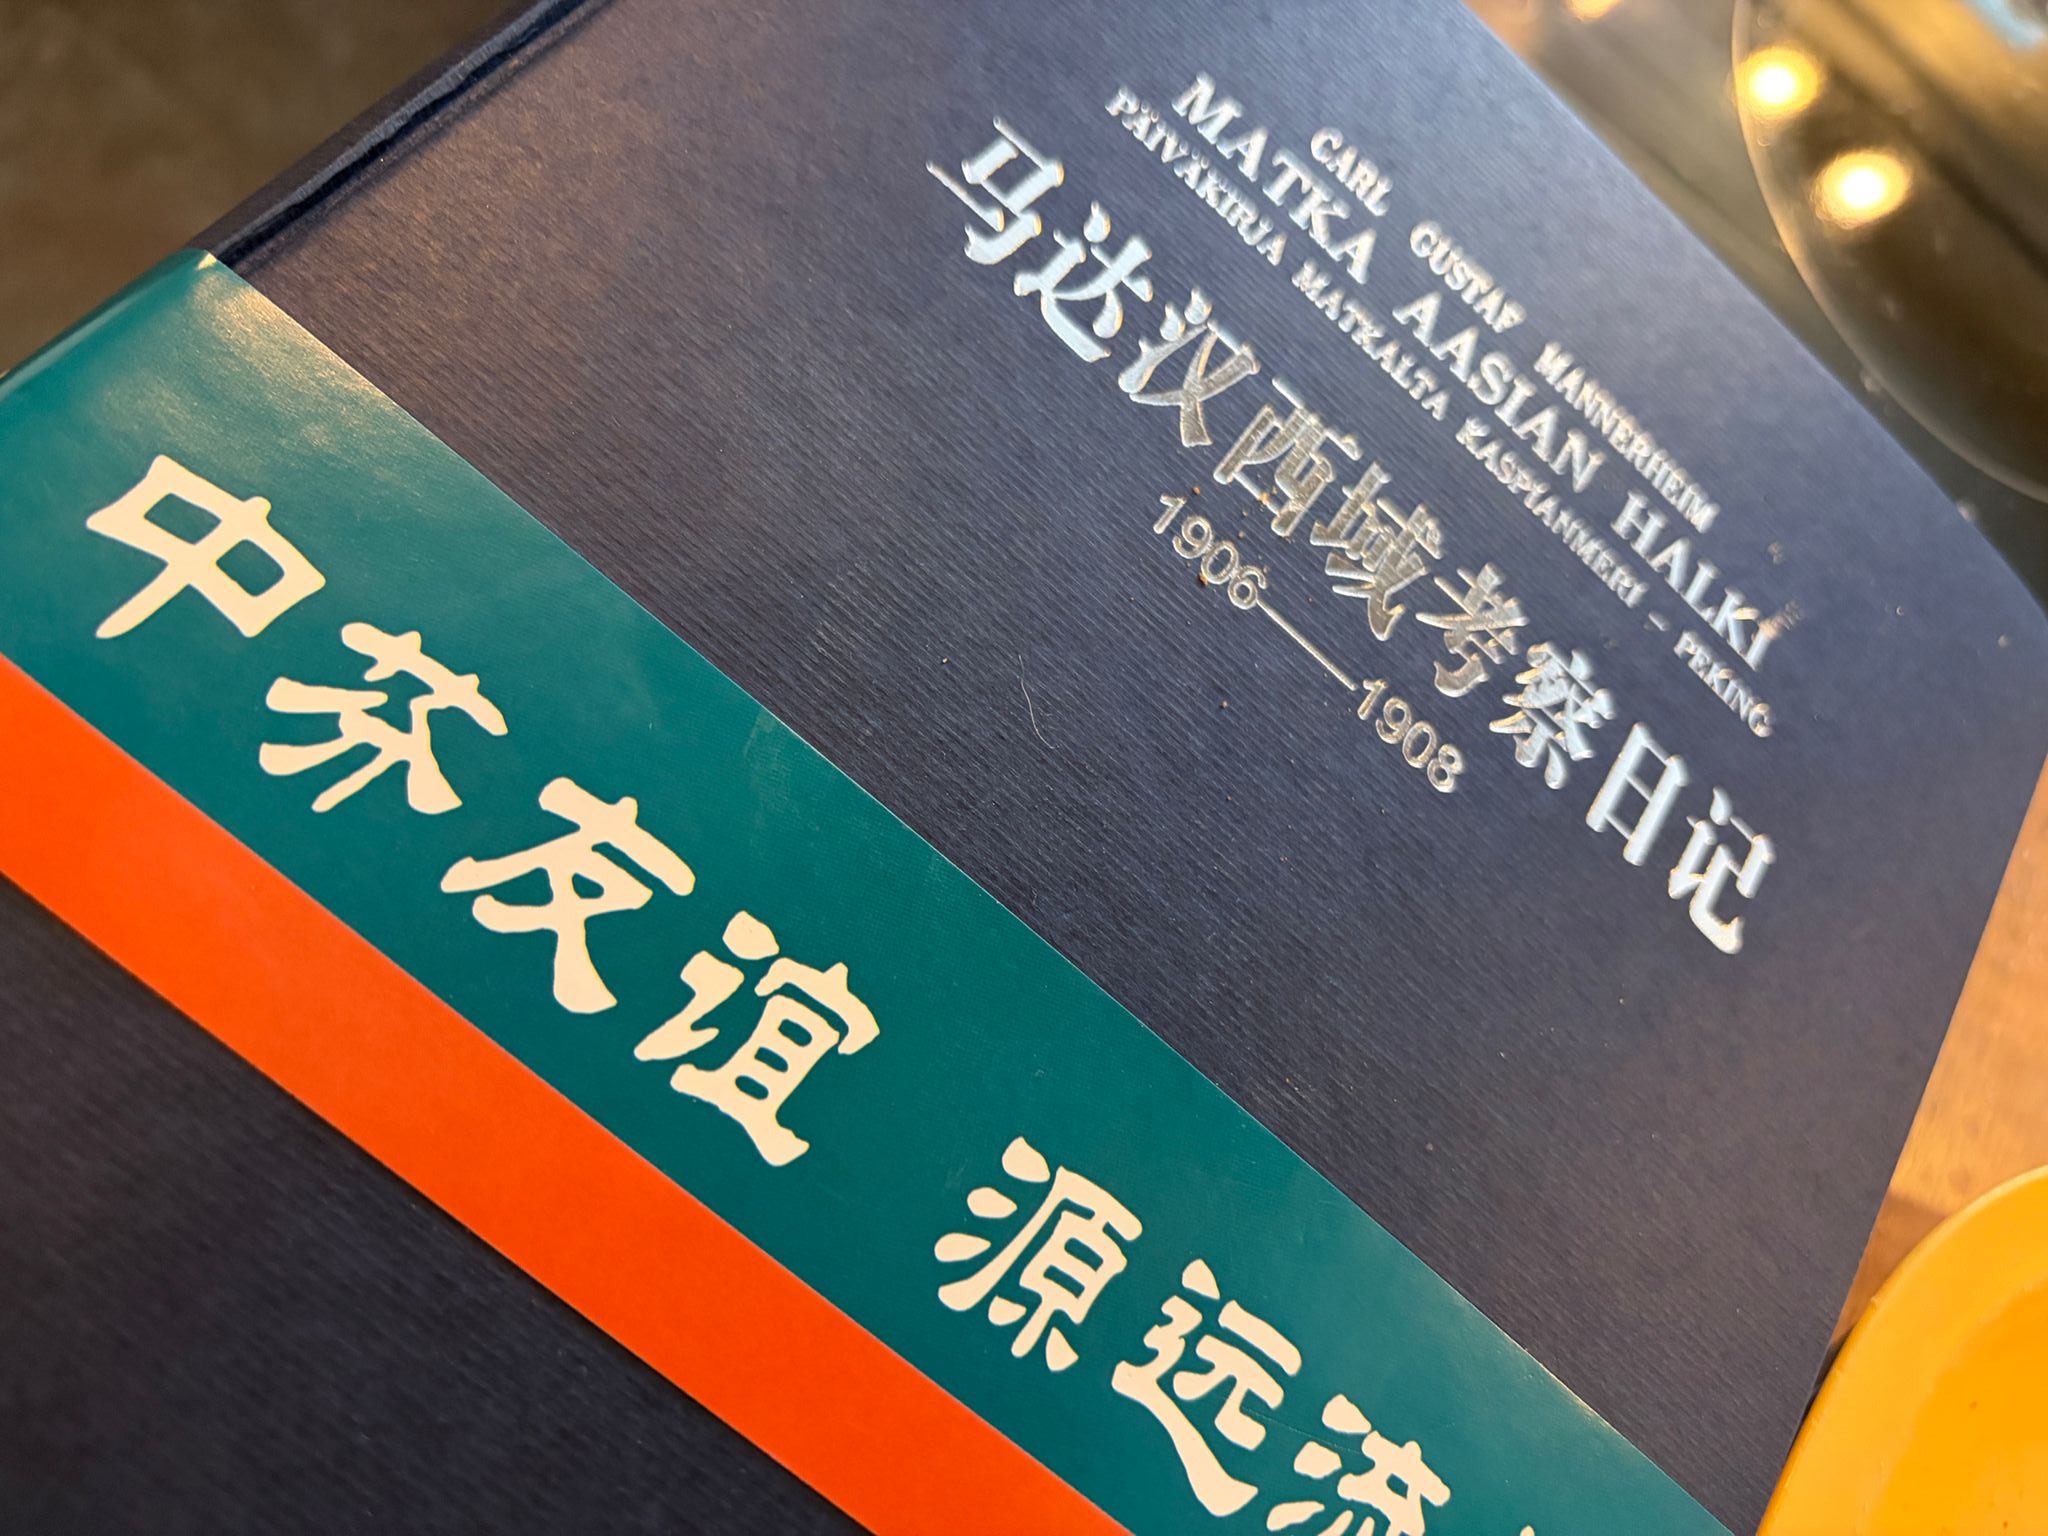 CARL GUSTAF MANNERHEIM
MATKA AASIAN HALKI
PÄIVÄKIRJA MATKALTA KASPIANMERI - PEKING
马达汉西域考察日记
1906——1908
中芬友谊 源远流